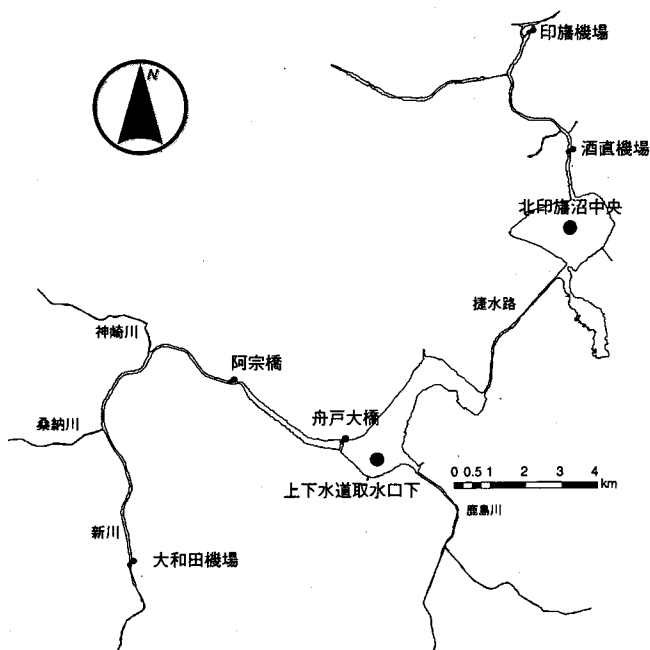 印旛機場
N
酒直機場
北印旛沼中央
捷水路
神崎川
阿宗橋
舟戸大橋
桑納川
上下水道取水口下
0 0.5 1 2 3 4
km
鹿島川
新川
大和田機場